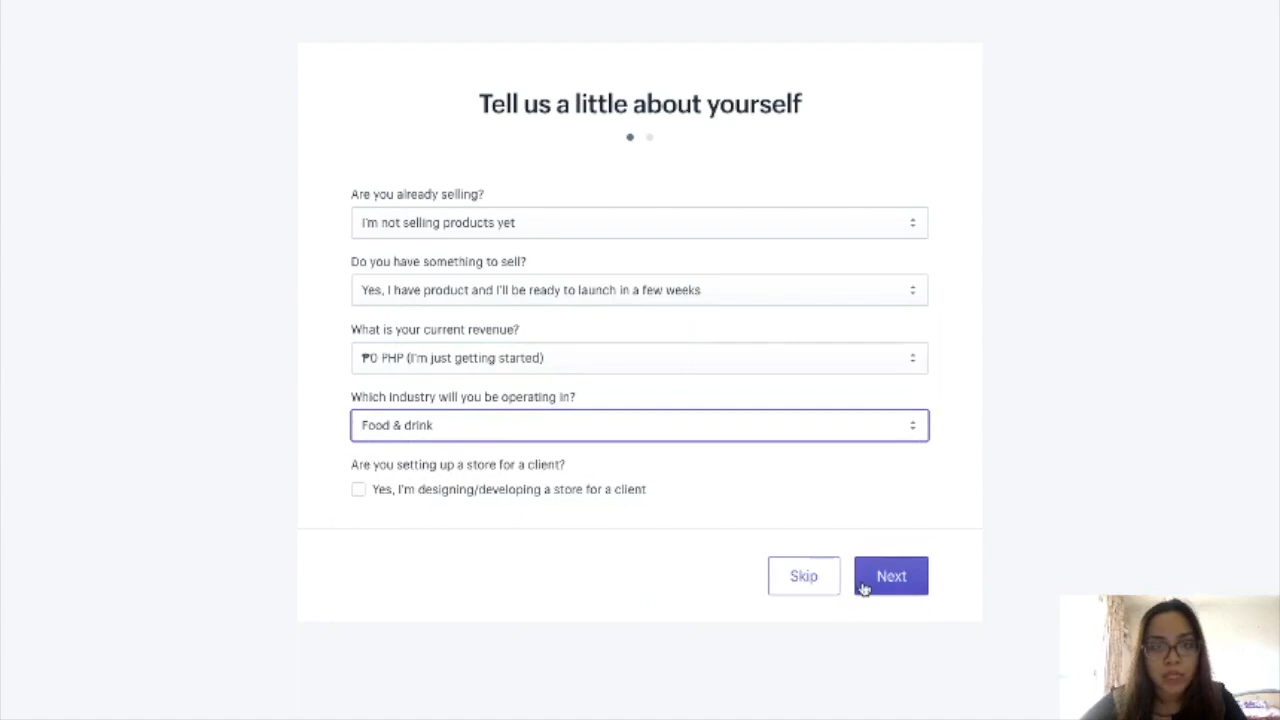 Tell us a little about yourself
Are you already selling?
I'm not selling products yet
Do you have something to sell?
Yes, I have product and I'll be ready to launch in a few weeks
What is your current revenue?
₱0 PHP (I'm just getting started)
Which industry will you be operating in?
Food & drink
Are you setting up a store for a client?
Yes, I'm designing/developing a store for a client
Skip
Next